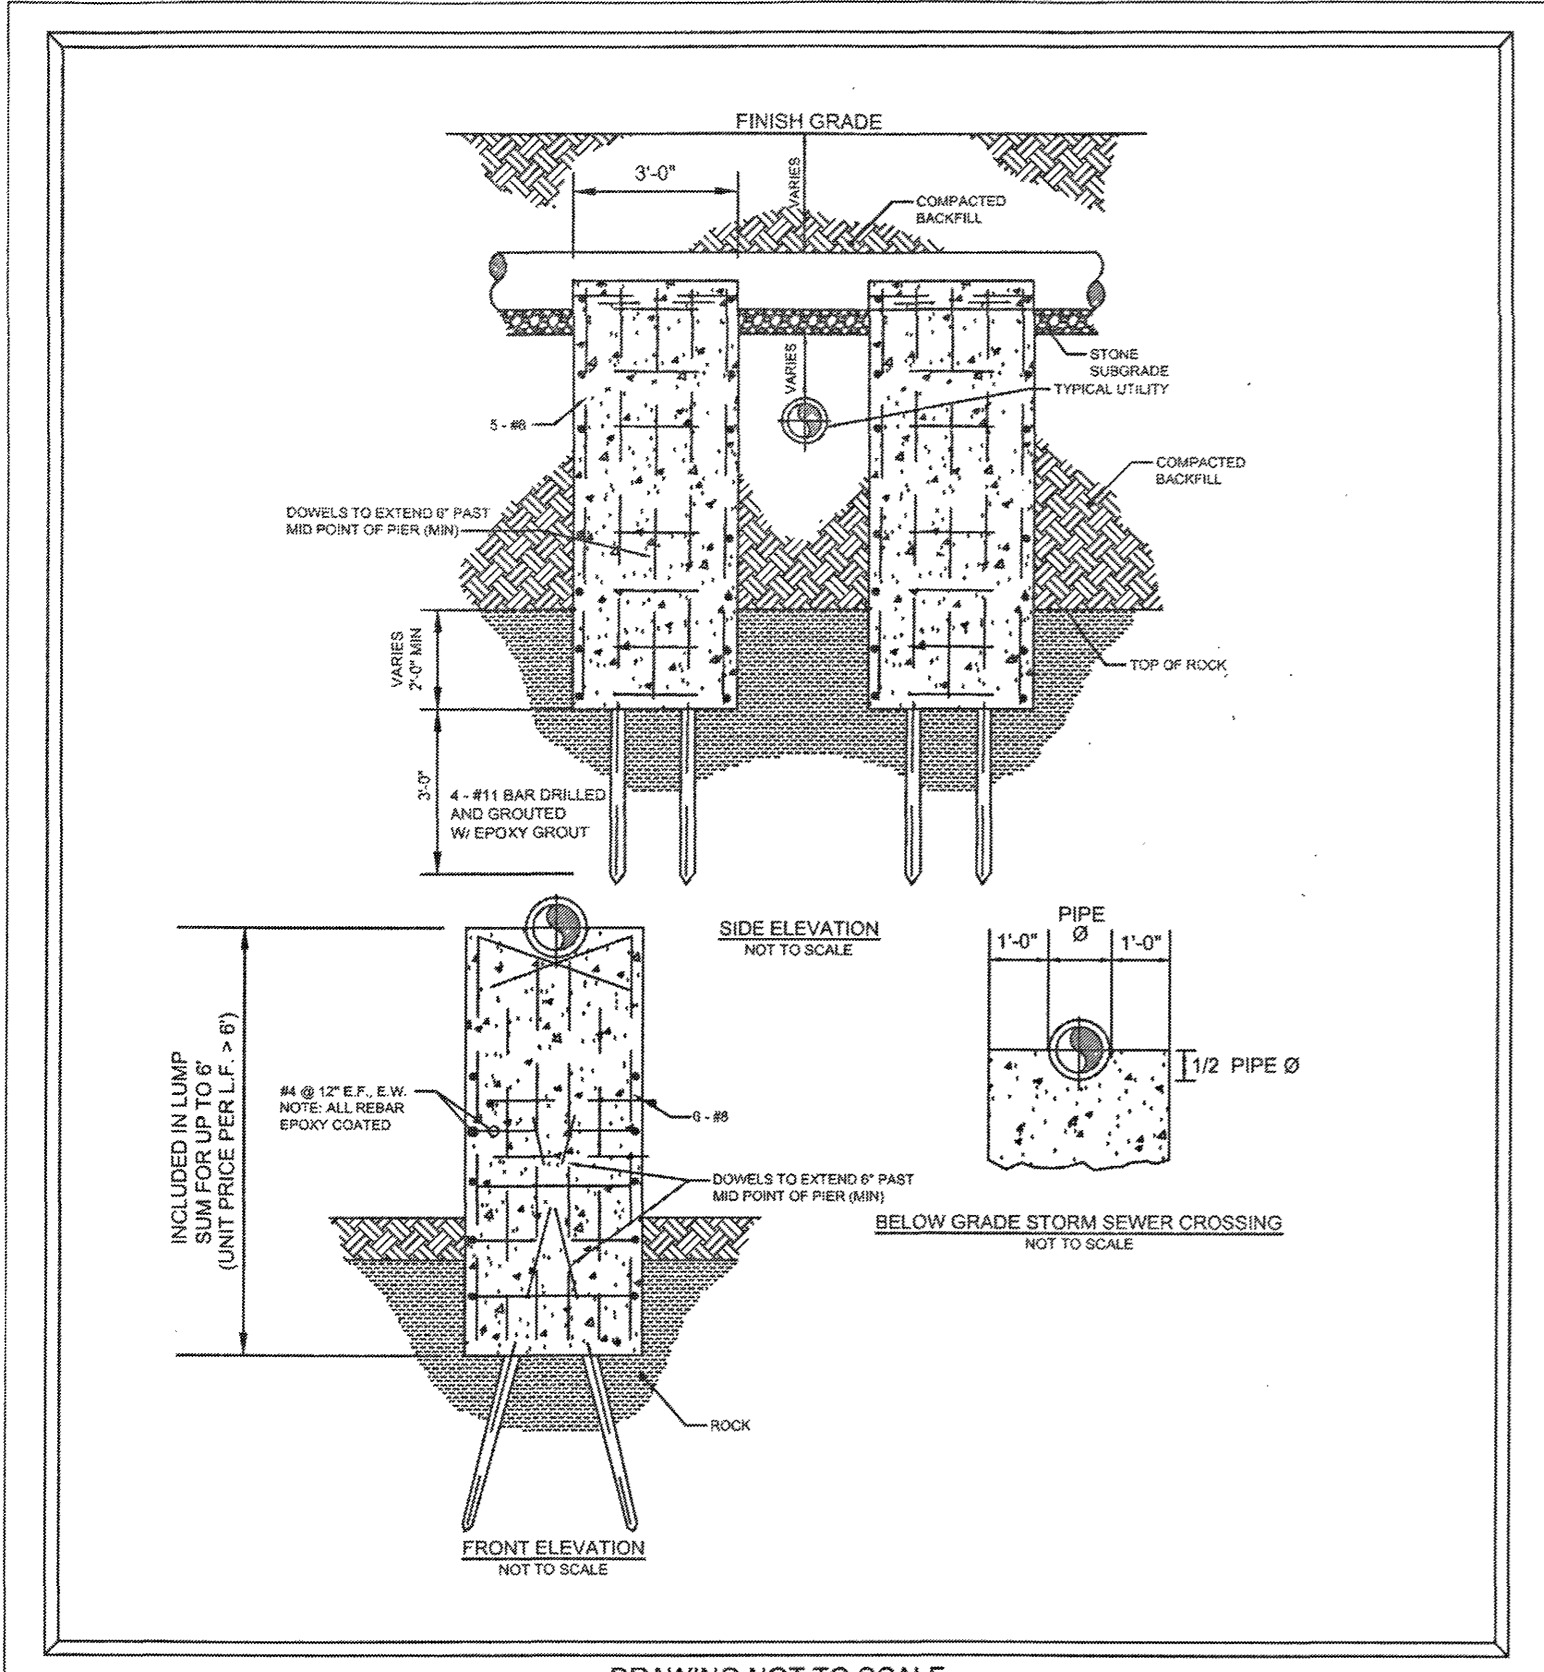 FINISH GRADE
3'-0"
VARIES
COMPACTED
BACKFILL
STONE
SUBGRADE
VARIES
TYPICAL UTILITY
5 - #8
COMPACTED
BACKFILL
DOWELS TO EXTEND 6" PAST
MID POINT OF PIER (MIN)
VARIES
2'-0" MIN
TOP OF ROCK
3'-0"
4 - #11 BAR DRILLED
AND GROUTED
W/ EPOXY GROUT
SIDE ELEVATION
NOT TO SCALE
PIPE
Ø
1'-0"
1'-0"
1/2 PIPE Ø
BELOW GRADE STORM SEWER CROSSING
NOT TO SCALE
INCLUDED IN LUMP
SUM FOR UP TO 6'
(UNIT PRICE PER L.F. > 6')
#4 @ 12" E.F., E.W.
NOTE: ALL REBAR
EPOXY COATED
6 - #8
DOWELS TO EXTEND 6" PAST
MID POINT OF PIER (MIN)
ROCK
FRONT ELEVATION
NOT TO SCALE
DRAWING NOT TO SCALE